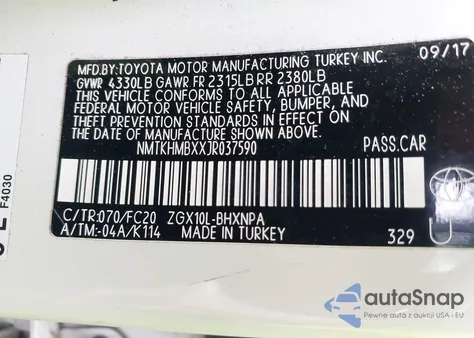 MFD.BY:TOYOTA MOTOR MANUFACTURING TURKEY INC. 09/17
GVWR 4330LB GAWR FR 2315LB RR 2380LB
THIS VEHICLE CONFORMS TO ALL APPLICABLE
FEDERAL MOTOR VEHICLE SAFETY, BUMPER, AND
THEFT PREVENTION STANDARDS IN EFFECT ON
THE DATE OF MANUFACTURE SHOWN ABOVE.
NMTKHMBXXJR037590 PASS.CAR
C/TR:070/FC20 ZGX10L-BHXNPA
A/TM:-04A/K114 MADE IN TURKEY 329
F4030
autoSnap
Pewne auta z aukcji USA • EU